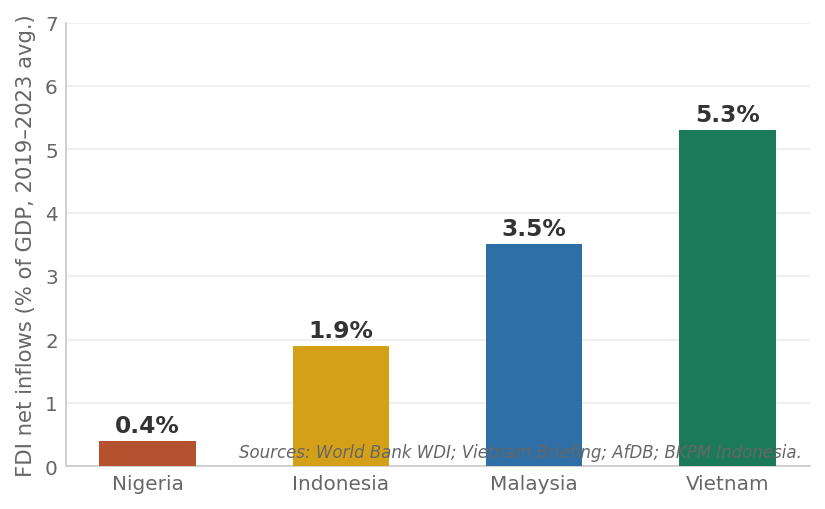 FDI net inflows (% of GDP, 2019–2023 avg.)
7
6
5
4
3
2
1
0
0.4%
1.9%
3.5%
5.3%
Sources: World Bank WDI; Vietnam Briefing; AfDB; BKPM Indonesia.
Nigeria
Indonesia
Malaysia
Vietnam